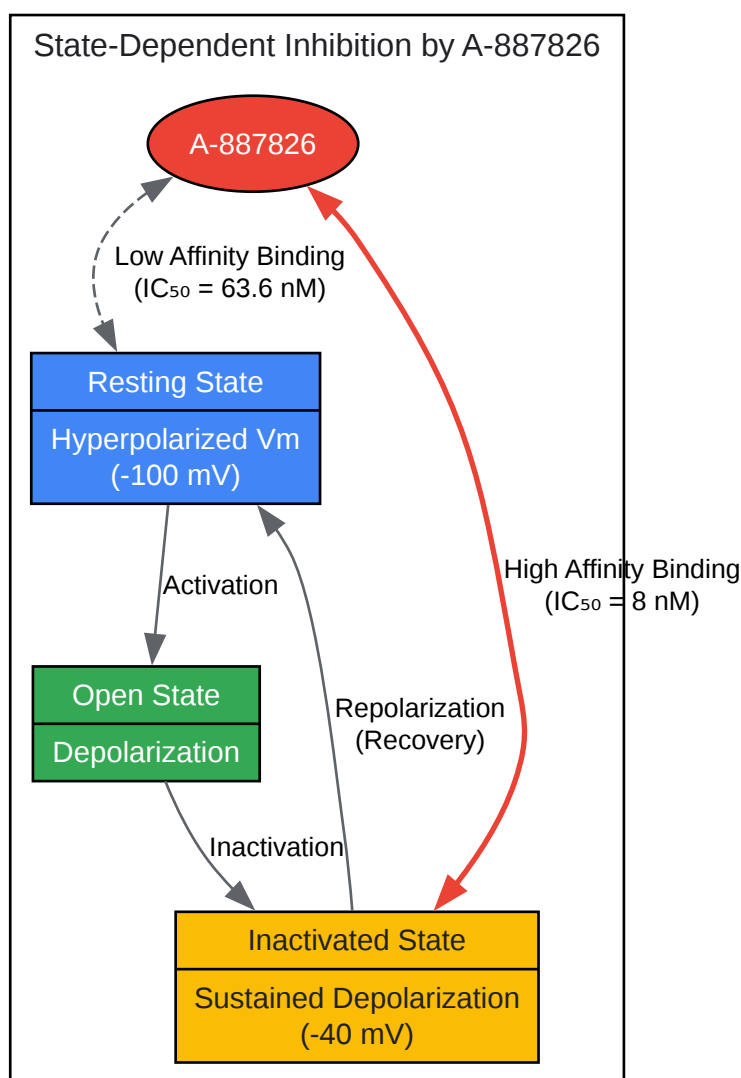 State-Dependent Inhibition by A-887826
A-887826
Low Affinity Binding
(IC₅₀ = 63.6 nM)
Resting State
Hyperpolarized Vm
(-100 mV)
High Affinity Binding
(IC₅₀ = 8 nM)
Activation
Open State
Depolarization
Repolarization
(Recovery)
Inactivation
Inactivated State
Sustained Depolarization
(-40 mV)